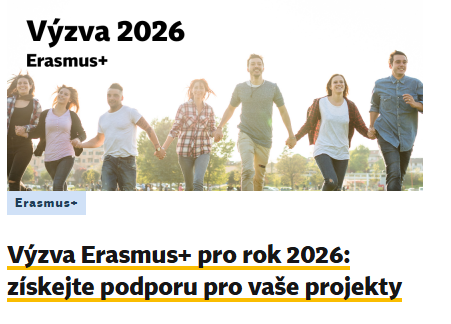 Výzva 2026
Erasmus+
Erasmus+
Výzva Erasmus+ pro rok 2026:
získejte podporu pro vaše projekty